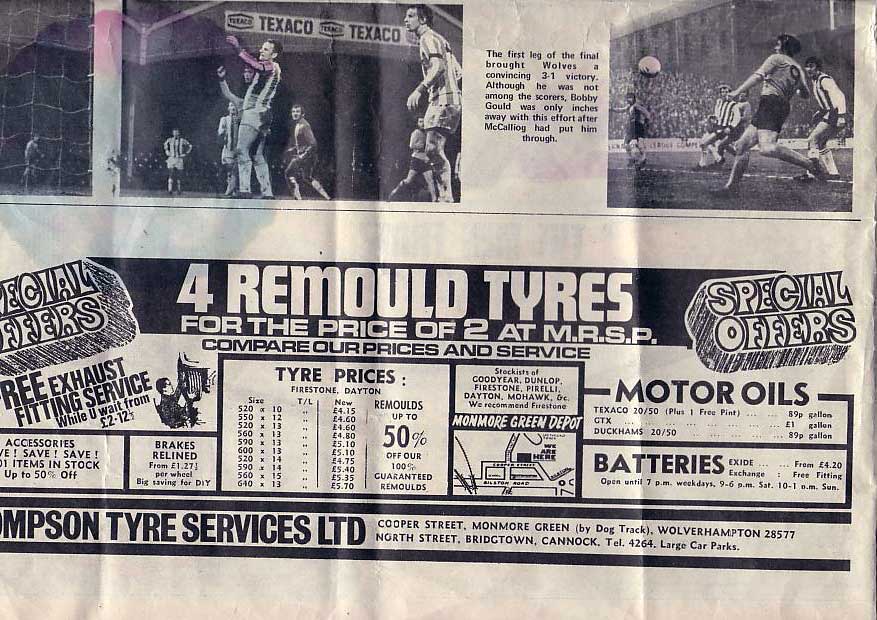 TEXACO
TEXACO TEXACO
The first leg of the final
brought Wolves a
convincing 3-1 victory.
Although he was not
among the scorers, Bobby
Gould was only inches
away with this effort after
McCalliog had put him
through.
4 REMOULD TYRES
FOR THE PRICE OF 2 AT M.R.S.P.
COMPARE OUR PRICES AND SERVICE
PECIAL
FFERS
SPECIAL
OFFERS
REE EXHAUST
FITTING SERVICE
While U wait from
£2·12½
ACCESSORIES
VE! SAVE! SAVE!
01 ITEMS IN STOCK
Up to 50% Off
BRAKES
RELINED
From £1.27½
per wheel
Big saving for DIY
TYRE PRICES:
FIRESTONE, DAYTON
Size T/L New
520 x 10 ,, £4.15
550 x 12 ,, £4.60
520 x 13 ,, £4.60
560 x 13 ,, £4.80
590 x 13 ,, £5.10
600 x 13 ,, £5.10
520 x 14 ,, £4.75
590 x 14 ,, £5.40
x 15 ,, £5.35
640 x 13 ,, £5.70
REMOULDS
UP TO
50%
OFF OUR
100%
GUARANTEED
REMOULDS
Stockists of
GOODYEAR, DUNLOP,
FIRESTONE, PIRELLI,
DAYTON, MOHAWK, &c.
We recommend Firestone
MONMORE GREEN DEPOT
WE
ARE
HERE
COOPER STREET
BILSTON ROAD
MOTOR OILS
TEXACO 20/50 (Plus 1 Free Pint) ... 89p gallon
GTX ... £1 gallon
DUCKHAMS 20/50 ... 89p gallon
BATTERIES EXIDE ... ... From £4.20
Exchange : Free Fitting
Open until 7 p.m. weekdays, 9-6 p.m. Sat. 10-1 p.m. Sun.
OMPSON TYRE SERVICES LTD
COOPER STREET, MONMORE GREEN (by Dog Track), WOLVERHAMPTON 28577
NORTH STREET, BRIDGTOWN, CANNOCK. Tel. 4264. Large Car Parks.